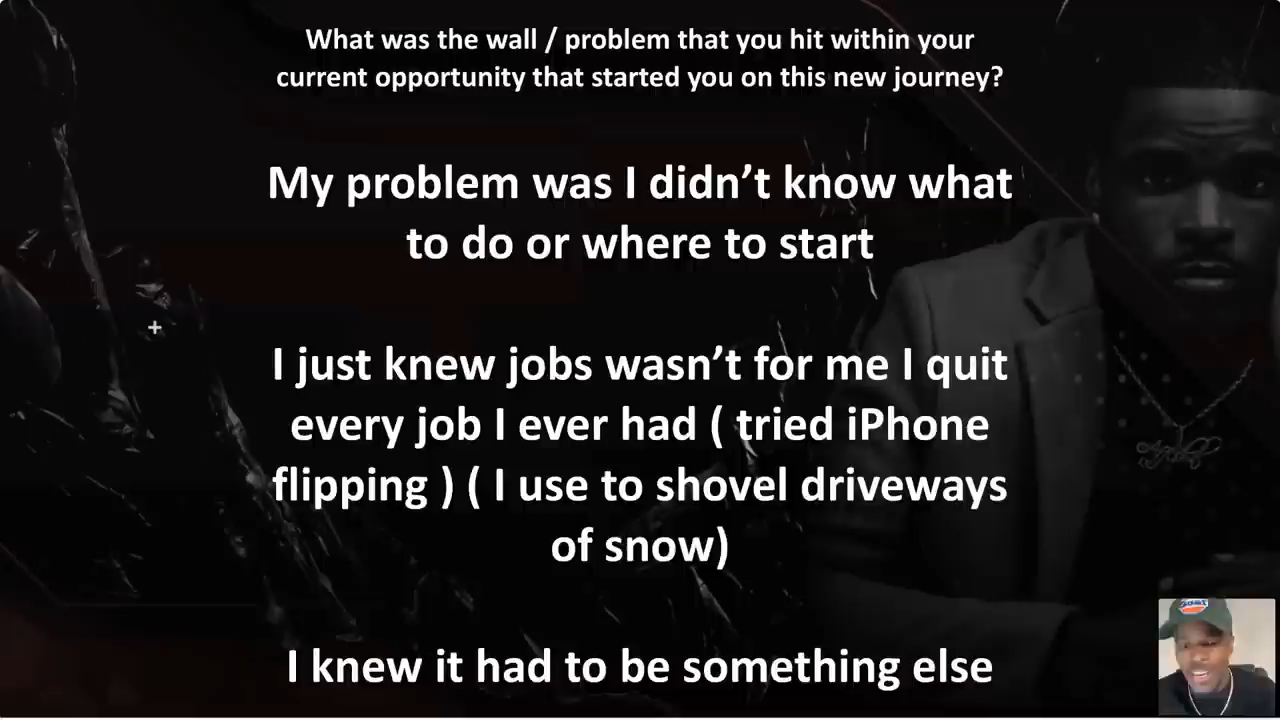 What was the wall / problem that you hit within your
current opportunity that started you on this new journey?
My problem was I didn’t know what
to do or where to start
I just knew jobs wasn’t for me I quit
every job I ever had ( tried iPhone
flipping ) ( I use to shovel driveways
of snow)
I knew it had to be something else